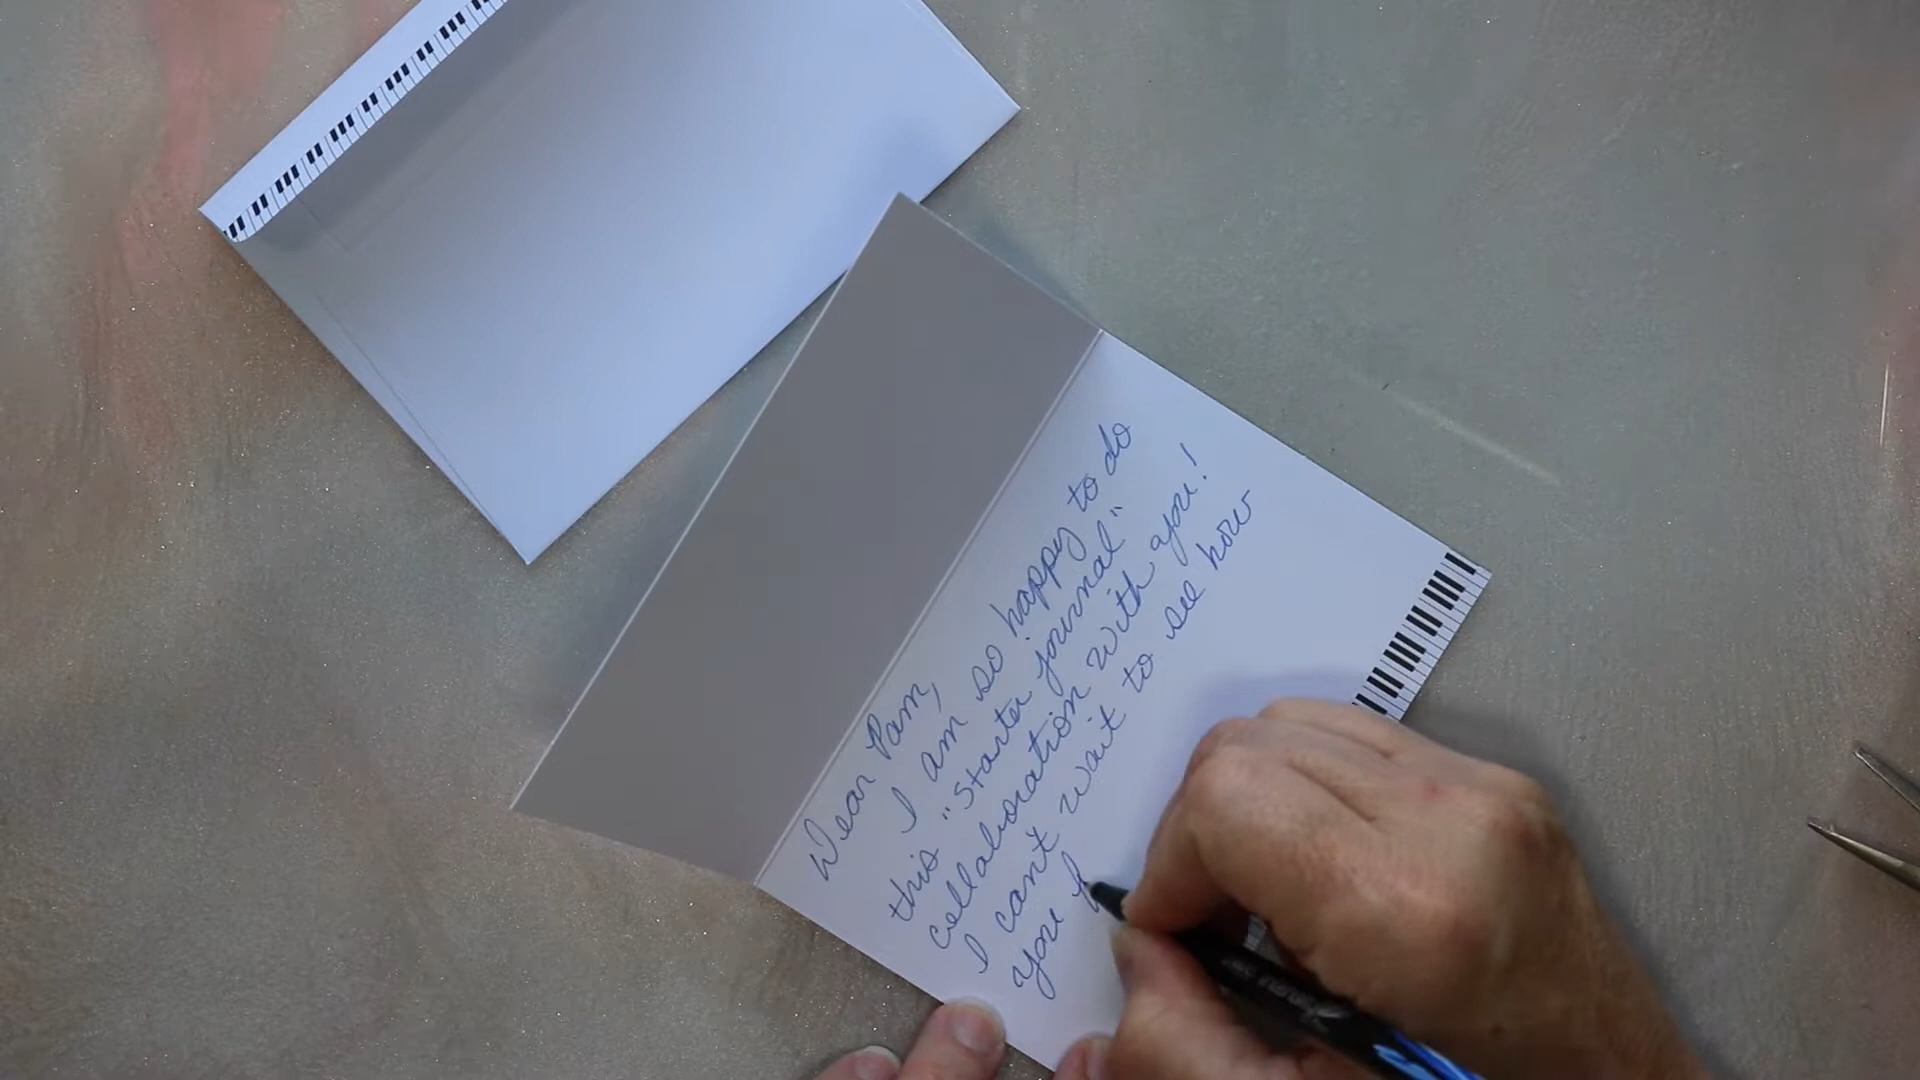 Dear Pam,
I am so happy to do
this "starter journal"
collaboration with you!
I can't wait to see how
you